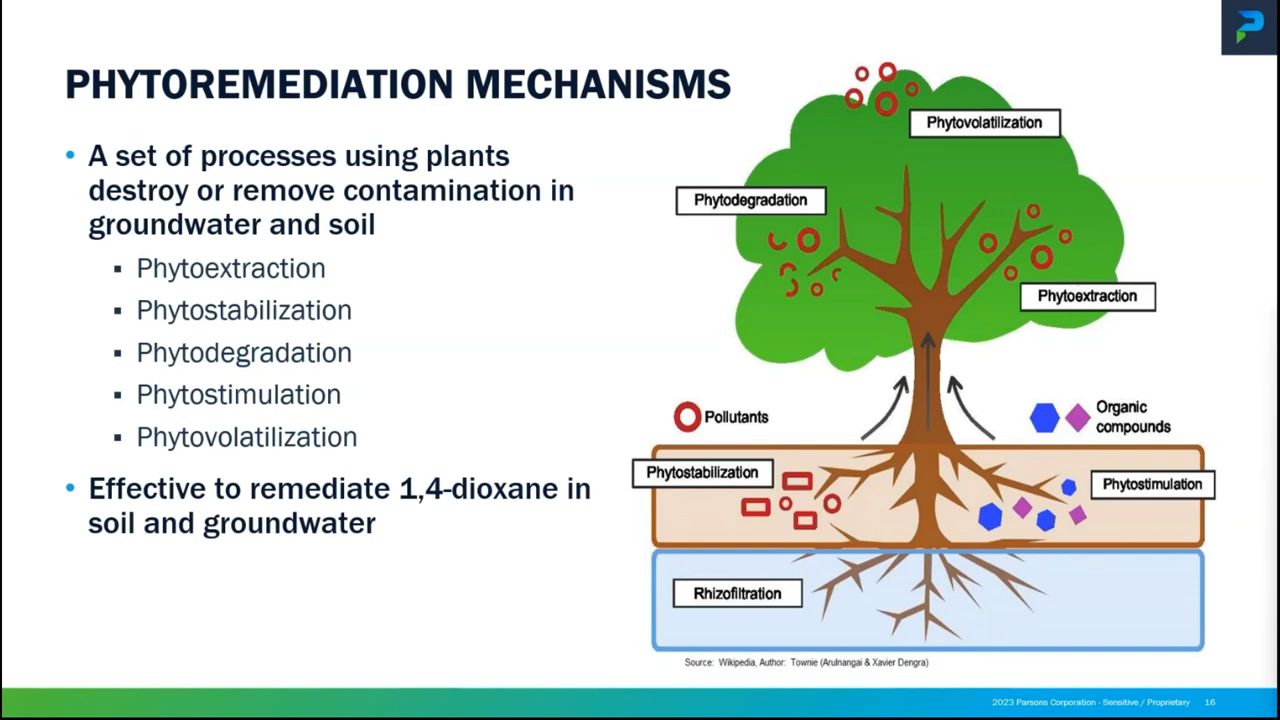 PHYTOREMEDIATION MECHANISMS
• A set of processes using plants
destroy or remove contamination in
groundwater and soil
▪ Phytoextraction
▪ Phytostabilization
▪ Phytodegradation
▪ Phytostimulation
▪ Phytovolatilization
• Effective to remediate 1,4-dioxane in
soil and groundwater
Phytovolatilization
Phytodegradation
Phytoextraction
Pollutants
Organic
compounds
Phytostabilization
Phytostimulation
Rhizofiltration
Source: Wikipedia, Author: Townie (Arulnangai & Xavier Dengra)
2023 Parsons Corporation - Sensitive / Proprietary 16